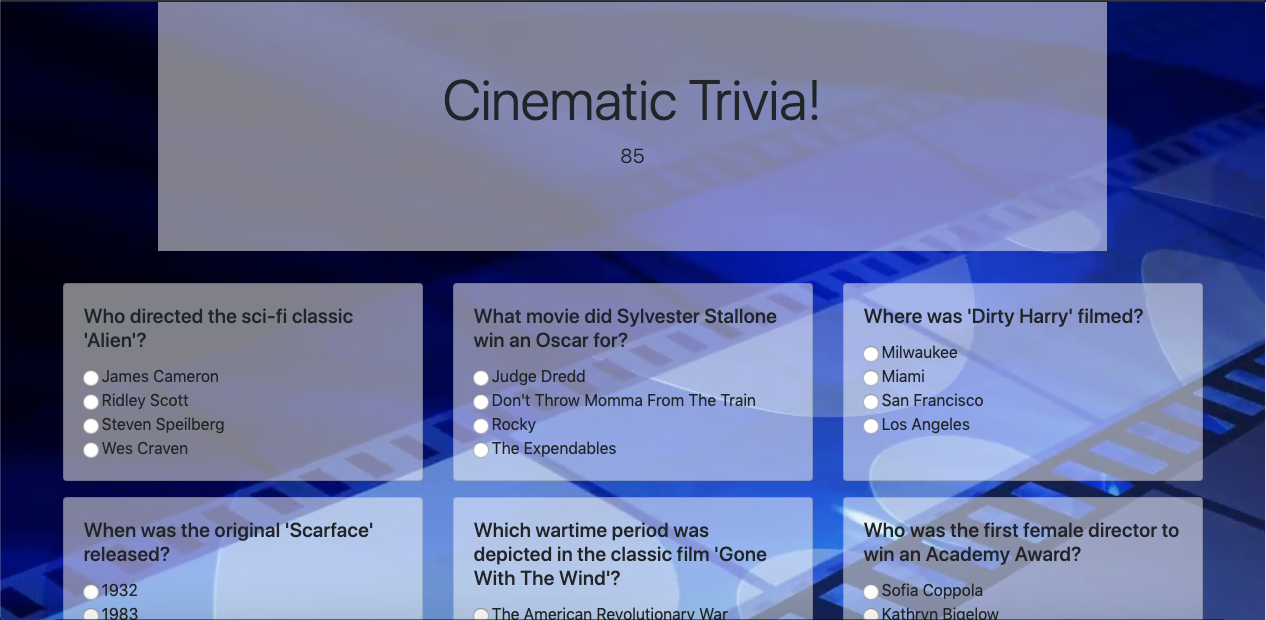 Cinematic Trivia!
85
Who directed the sci-fi classic
'Alien'?
James Cameron
Ridley Scott
Steven Speilberg
Wes Craven
What movie did Sylvester Stallone
win an Oscar for?
Judge Dredd
Don't Throw Momma From The Train
Rocky
The Expendables
Where was 'Dirty Harry' filmed?
Milwaukee
Miami
San Francisco
Los Angeles
When was the original 'Scarface'
released?
1932
1983
Which wartime period was
depicted in the classic film 'Gone
With The Wind'?
The American Revolutionary War
Who was the first female director to
win an Academy Award?
Sofia Coppola
Kathryn Bigelow